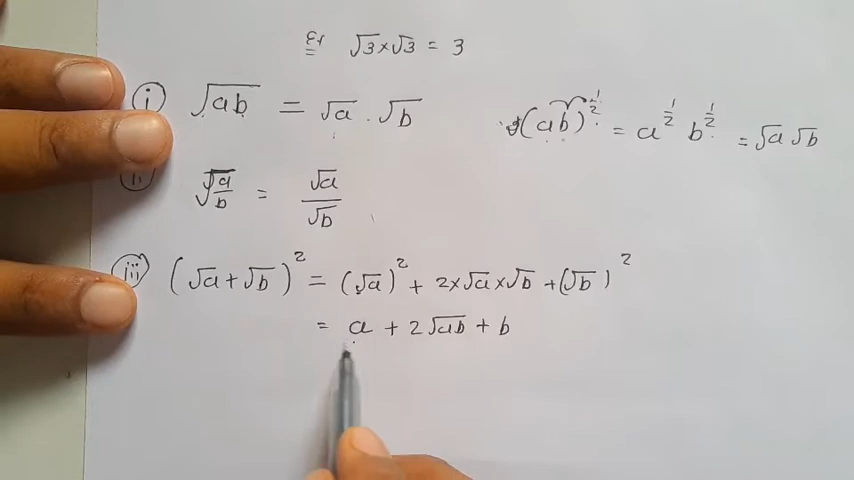 eg √3×√3 = 3
(i) √ab = √a . √b
(ab)^1/2 = a^1/2 b^1/2 = √a √b
(ii) √a/b = √a/√b
(iii) (√a+√b)^2 = (√a)^2 + 2×√a×√b + (√b)^2
= a + 2√ab + b